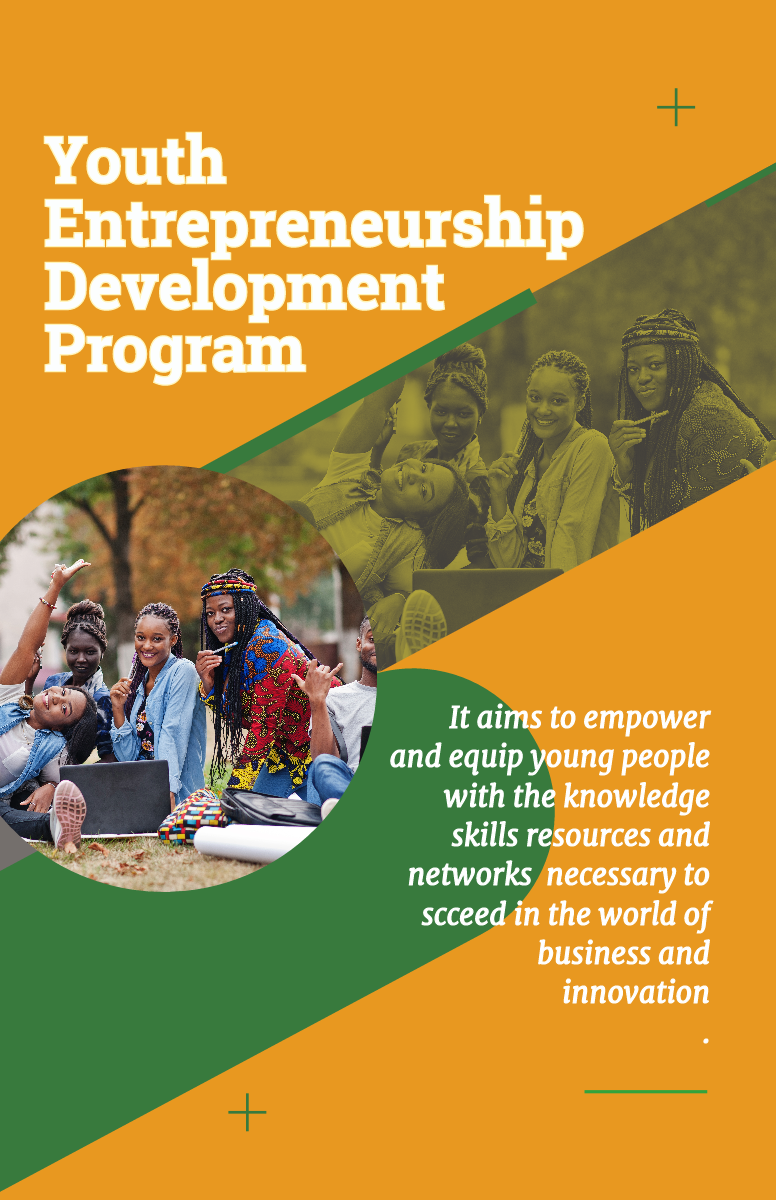 Youth
Entrepreneurship
Development
Program
It aims to empower
and equip young people
with the knowledge
skills resources and
networks  necessary to
scceed in the world of
business and
innovation
.